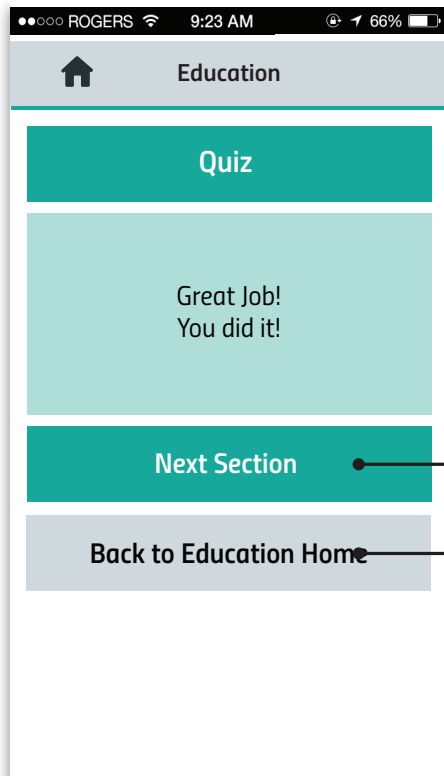 ROGERS 9:23 AM 66%
Education
Quiz
Great Job!
You did it!
Next Section
Back to Education Home